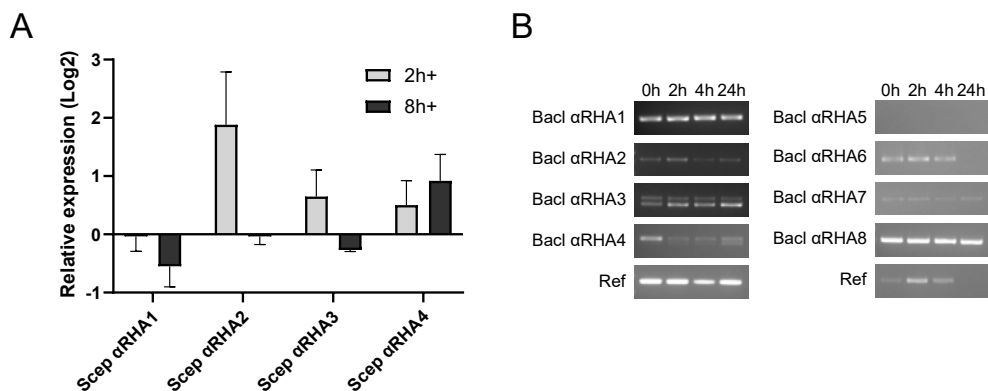 A
Relative expression (Log2)
3
2
1
0
-1
2h+
8h+
Scep αRHA1
Scep αRHA2
Scep αRHA3
Scep αRHA4
B
0h 2h 4h 24h
Bacl αRHA1
Bacl αRHA2
Bacl αRHA3
Bacl αRHA4
Ref
0h 2h 4h 24h
Bacl αRHA5
Bacl αRHA6
Bacl αRHA7
Bacl αRHA8
Ref